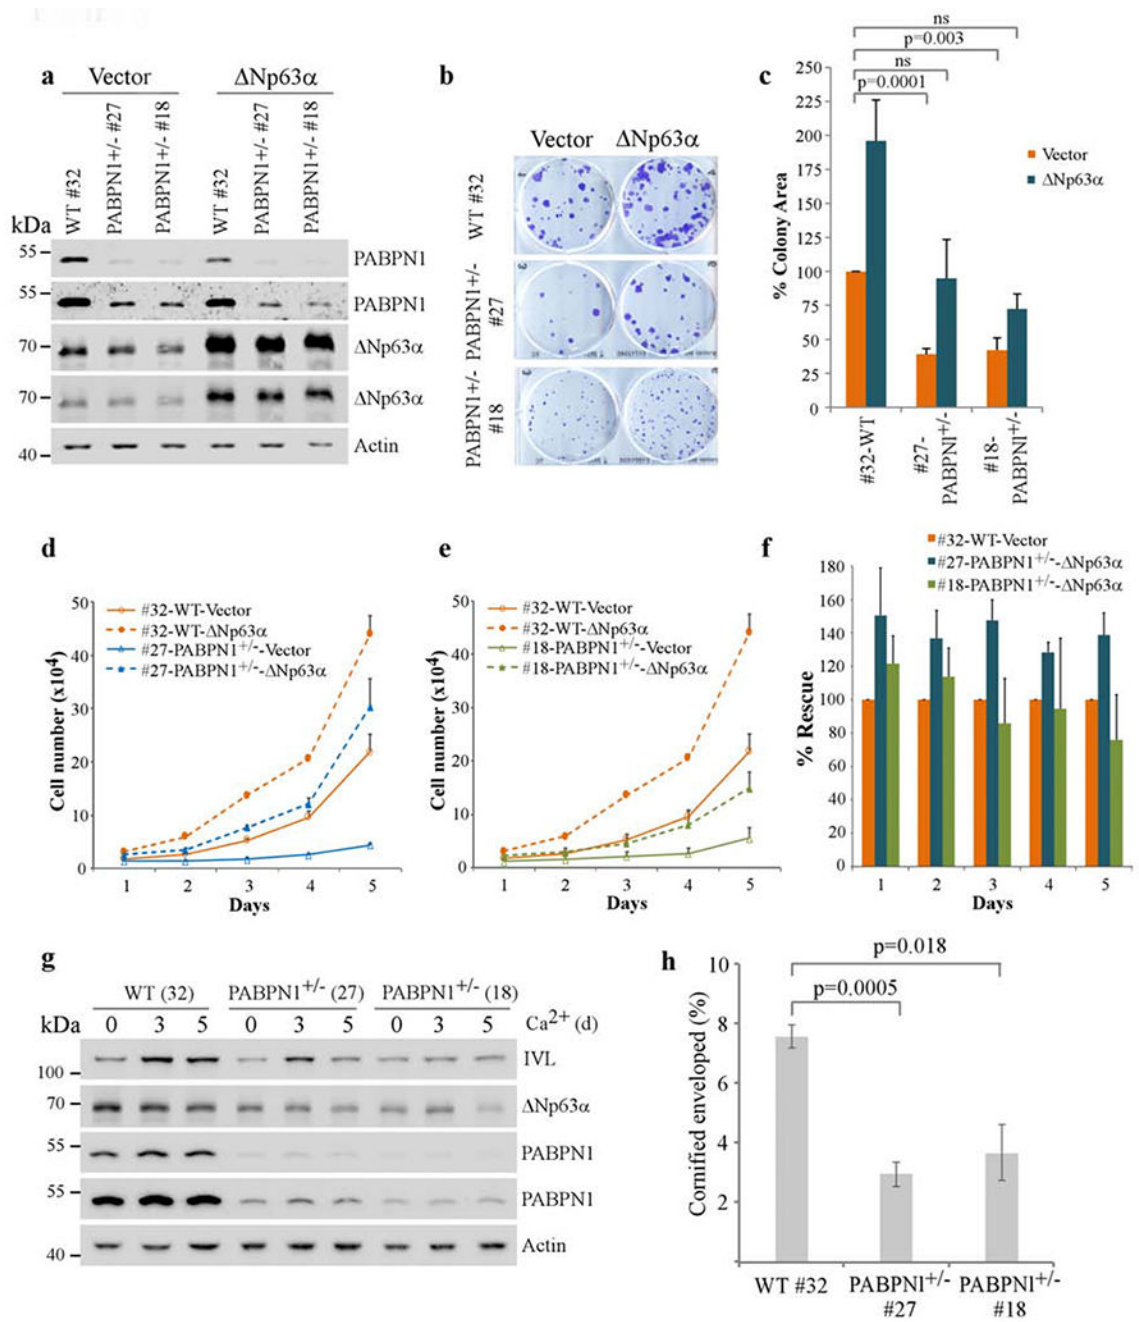 a
Vector
ΔNp63α
WT #32
PABPN1+/- #27
PABPN1+/- #18
WT #32
PABPN1+/- #27
PABPN1+/- #18
kDa
55
PABPN1
55
PABPN1
70
ΔNp63α
70
ΔNp63α
40
Actin
b
Vector
ΔNp63α
WT #32
PABPN1+/-
#27
PABPN1+/-
#18
c
ns
p=0.003
ns
p=0.0001
% Colony Area
250
225
200
175
150
125
100
75
50
25
0
Vector
ΔNp63α
#32-WT
#27-
PABPN1+/-
#18-
PABPN1+/-
d
#32-WT-Vector
#32-WT-ΔNp63α
#27-PABPN1+/--Vector
#27-PABPN1+/--ΔNp63α
Cell number (x10⁴)
50
40
30
20
10
0
1 2 3 4 5
Days
e
#32-WT-Vector
#32-WT-ΔNp63α
#18-PABPN1+/--Vector
#18-PABPN1+/--ΔNp63α
Cell number (x10⁴)
50
40
30
20
10
0
1 2 3 4 5
Days
f
#32-WT-Vector
#27-PABPN1+/--ΔNp63α
#18-PABPN1+/--ΔNp63α
% Rescue
180
160
140
120
100
80
60
40
20
0
1 2 3 4 5
Days
g
WT (32)
PABPN1+/- (27)
PABPN1+/- (18)
kDa
0 3 5 0 3 5 0 3 5 Ca2+ (d)
IVL
100
70
ΔNp63α
55
PABPN1
55
PABPN1
Actin
40
h
p=0.018
p=0.0005
Cornified enveloped (%)
10
8
6
4
2
WT #32
PABPN1+/-
#27
PABPN1+/-
#18